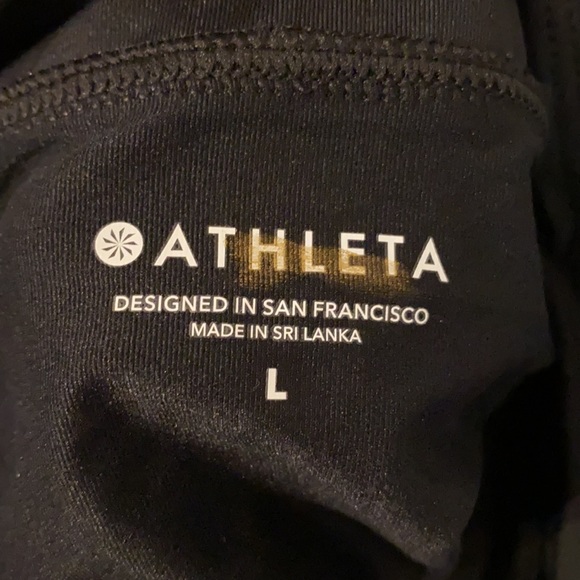 ATHLETA
DESIGNED IN SAN FRANCISCO
MADE IN SRI LANKA
L